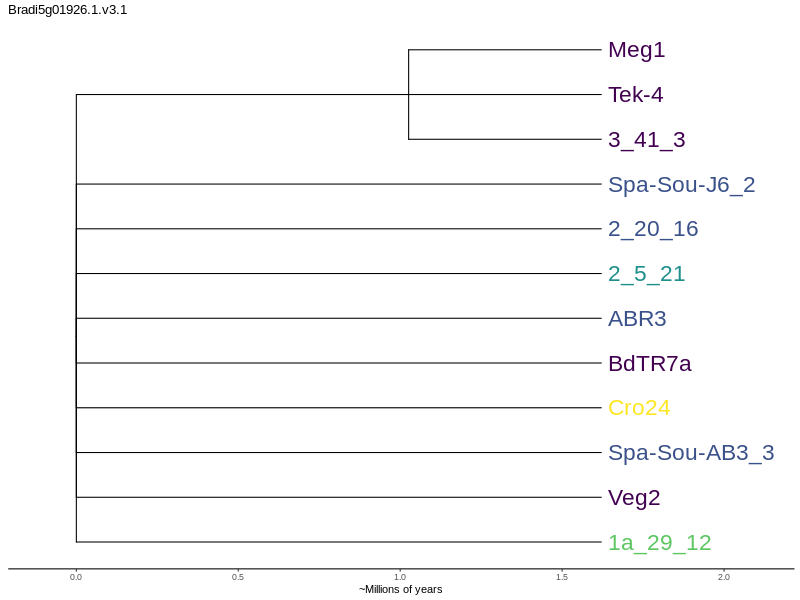 Bradi5g01926.1.v3.1
Meg1
Tek-4
3_41_3
Spa-Sou-J6_2
2_20_16
2_5_21
ABR3
BdTR7a
Cro24
Spa-Sou-AB3_3
Veg2
1a_29_12
0.0 0.5 1.0 1.5 2.0
~Millions of years